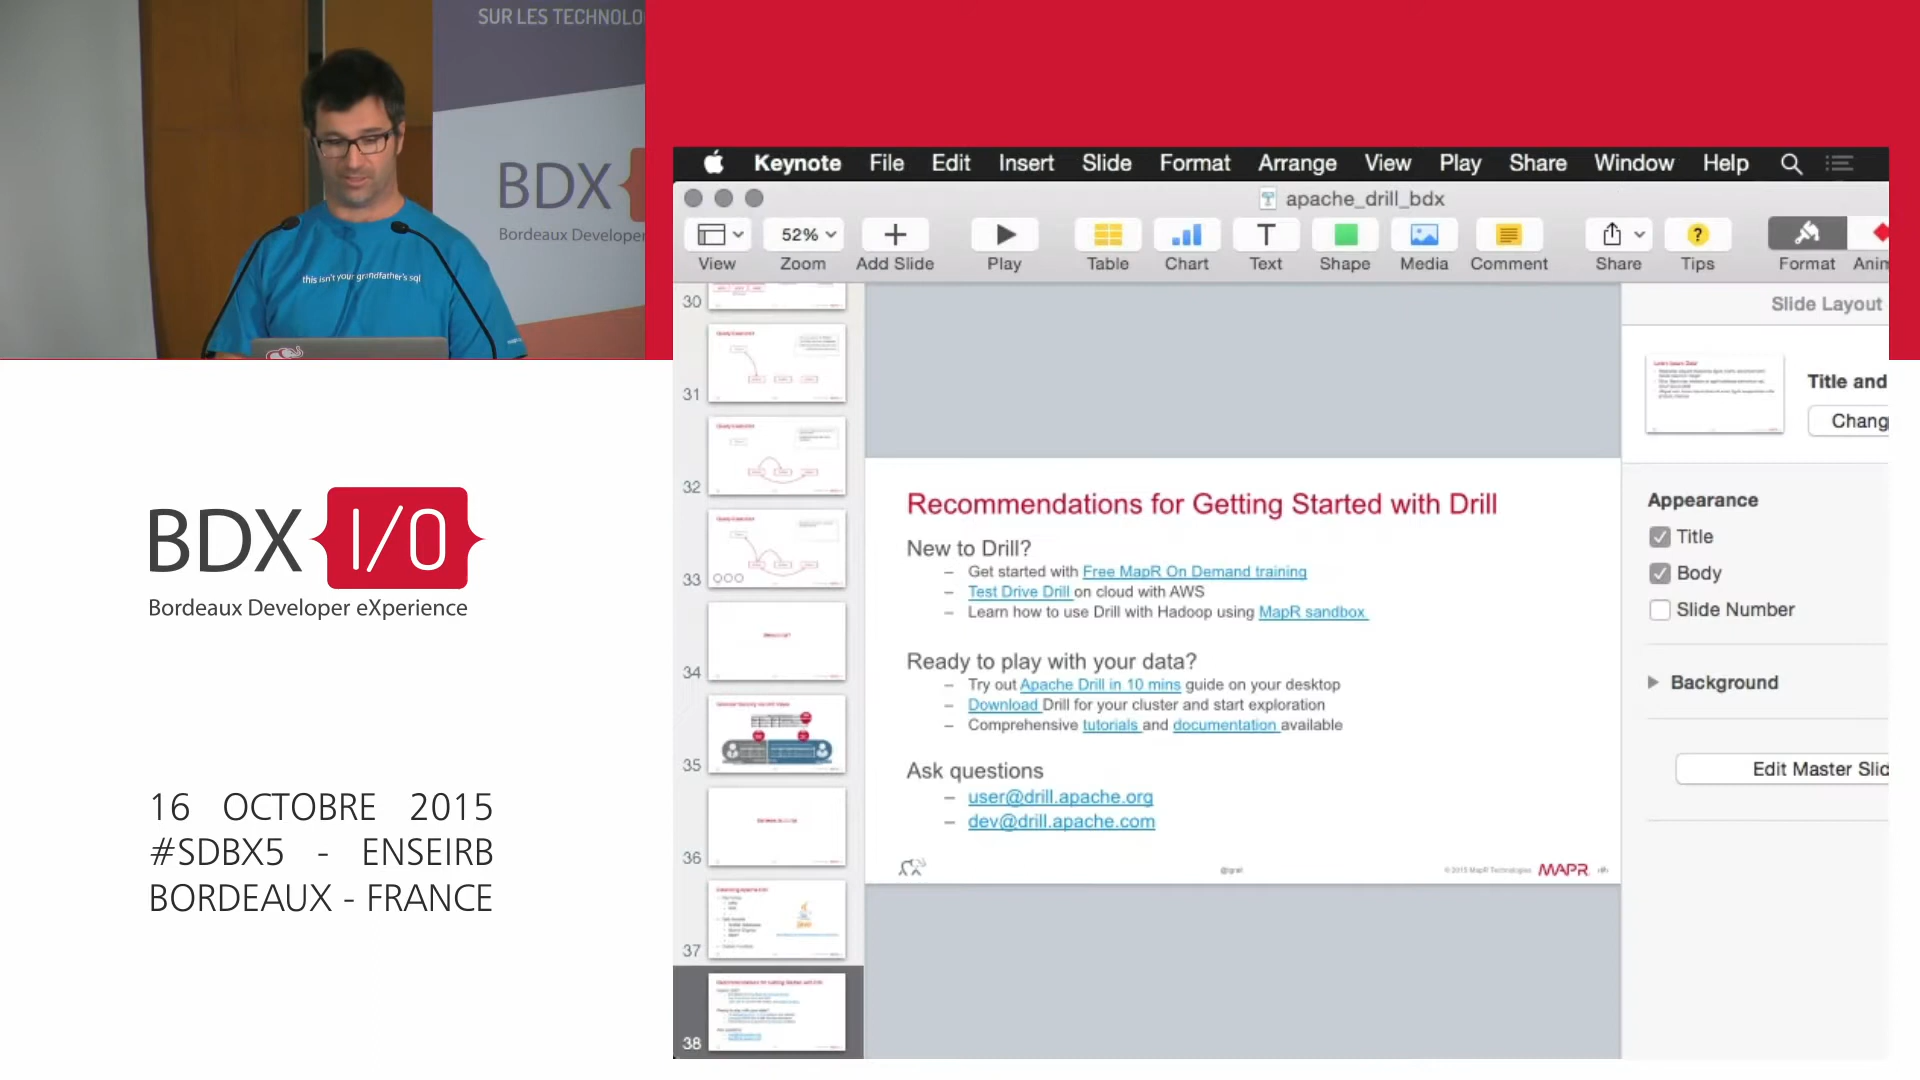 SUR LES TECHNOLO
BDX
Bordeaux Developer
this isn't your grandfather's sql
Keynote File Edit Insert Slide Format Arrange View Play Share Window Help
apache_drill_bdx
52%
View Zoom Add Slide Play Table Chart Text Shape Media Comment Share Tips Format Anim
Slide Layout
Title and
Chang
Appearance
Title
Body
Slide Number
Background
Edit Master Slid
30
31
32
33
34
35
36
37
38
Recommendations for Getting Started with Drill
New to Drill?
– Get started with Free MapR On Demand training
– Test Drive Drill on cloud with AWS
– Learn how to use Drill with Hadoop using MapR sandbox
Ready to play with your data?
– Try out Apache Drill in 10 mins guide on your desktop
– Download Drill for your cluster and start exploration
– Comprehensive tutorials and documentation available
Ask questions
– user@drill.apache.org
– dev@drill.apache.com
@tgrall
© 2015 MapR Technologies MAPR
BDX I/O
Bordeaux Developer eXperience
16 OCTOBRE 2015
#SDBX5 - ENSEIRB
BORDEAUX - FRANCE